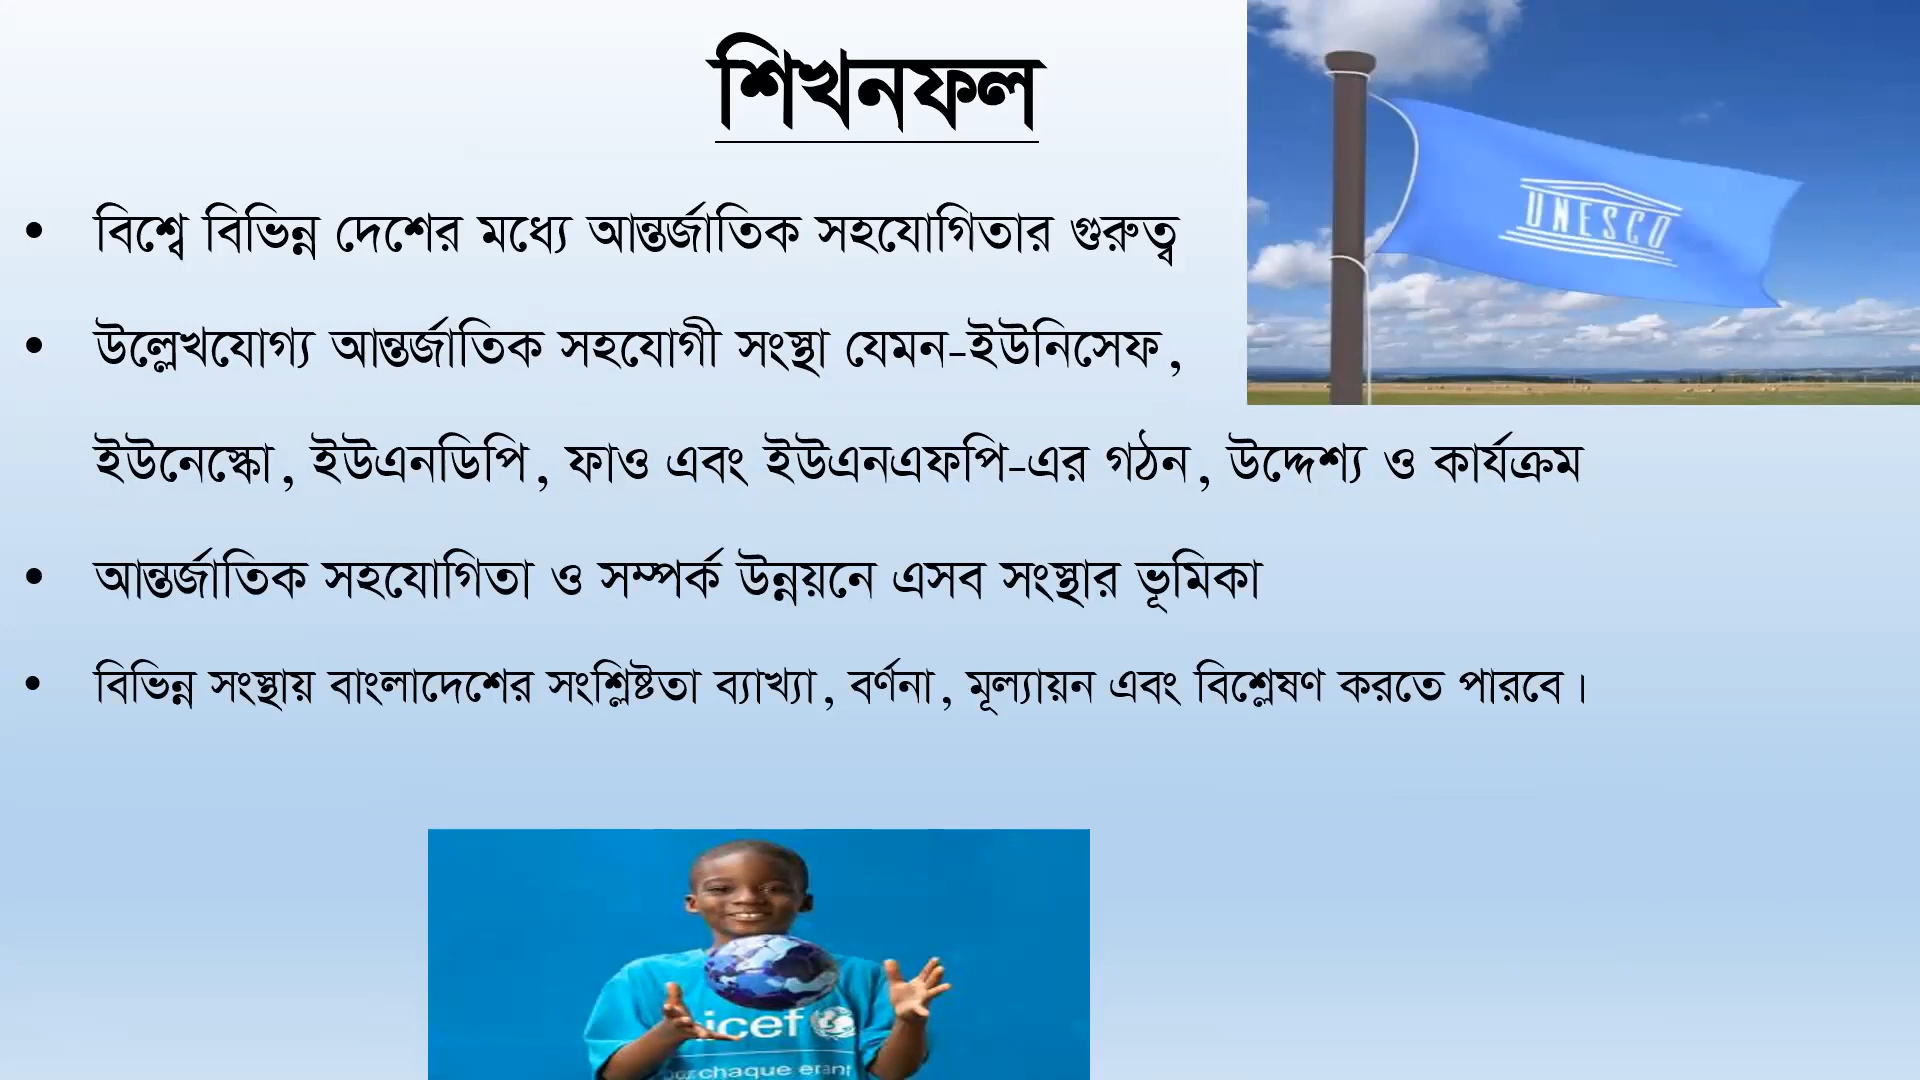 শিখনফল
UNESCO
• বিশ্বে বিভিন্ন দেশের মধ্যে আন্তর্জাতিক সহযোগিতার গুরুত্ব
• উল্লেখযোগ্য আন্তর্জাতিক সহযোগী সংস্থা যেমন-ইউনিসেফ,
ইউনেস্কো, ইউএনডিপি, ফাও এবং ইউএনএফপি-এর গঠন, উদ্দেশ্য ও কার্যক্রম
• আন্তর্জাতিক সহযোগিতা ও সম্পর্ক উন্নয়নে এসব সংস্থার ভূমিকা
• বিভিন্ন সংস্থায় বাংলাদেশের সংশ্লিষ্টতা ব্যাখ্যা, বর্ণনা, মূল্যায়ন এবং বিশ্লেষণ করতে পারবে।
icef
chaque